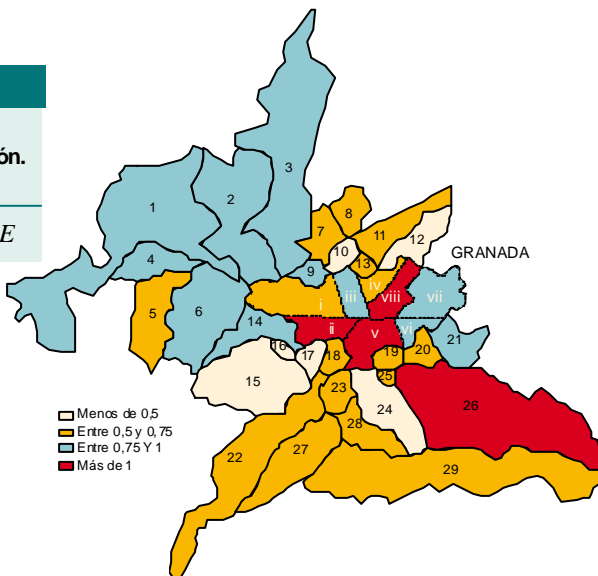 ón.
E
1
2
3
4
5
6
7
8
9
10
11
12
13
14
15
16
17
18
19
20
21
22
23
24
25
26
27
28
29
i
ii
iii
iv
v
vi
vii
viii
GRANADA
Menos de 0,5
Entre 0,5 y 0,75
Entre 0,75 Y 1
Más de 1